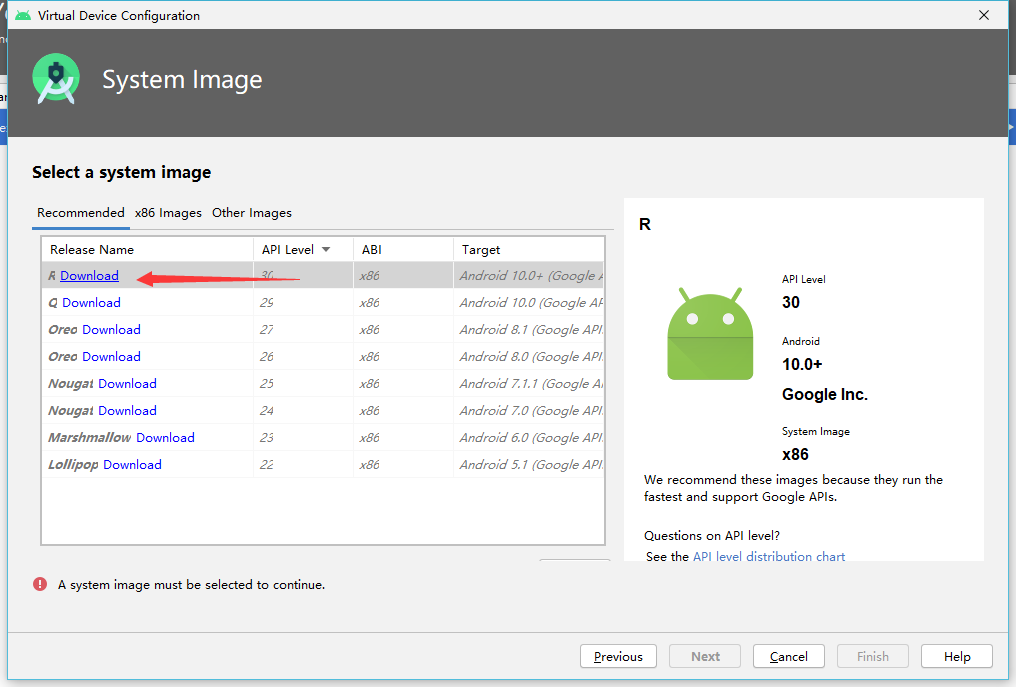 Virtual Device Configuration
System Image
Select a system image
Recommended x86 Images Other Images
Release Name API Level ABI Target
R Download 30 x86 Android 10.0+ (Google A
Q Download 29 x86 Android 10.0 (Google AP
Oreo Download 27 x86 Android 8.1 (Google API
Oreo Download 26 x86 Android 8.0 (Google API
Nougat Download 25 x86 Android 7.1.1 (Google A
Nougat Download 24 x86 Android 7.0 (Google API
Marshmallow Download 23 x86 Android 6.0 (Google API
Lollipop Download 22 x86 Android 5.1 (Google API
R
API Level
30
Android
10.0+
Google Inc.
System Image
x86
We recommend these images because they run the
fastest and support Google APIs.
Questions on API level?
See the API level distribution chart
A system image must be selected to continue.
Previous Next Cancel Finish Help